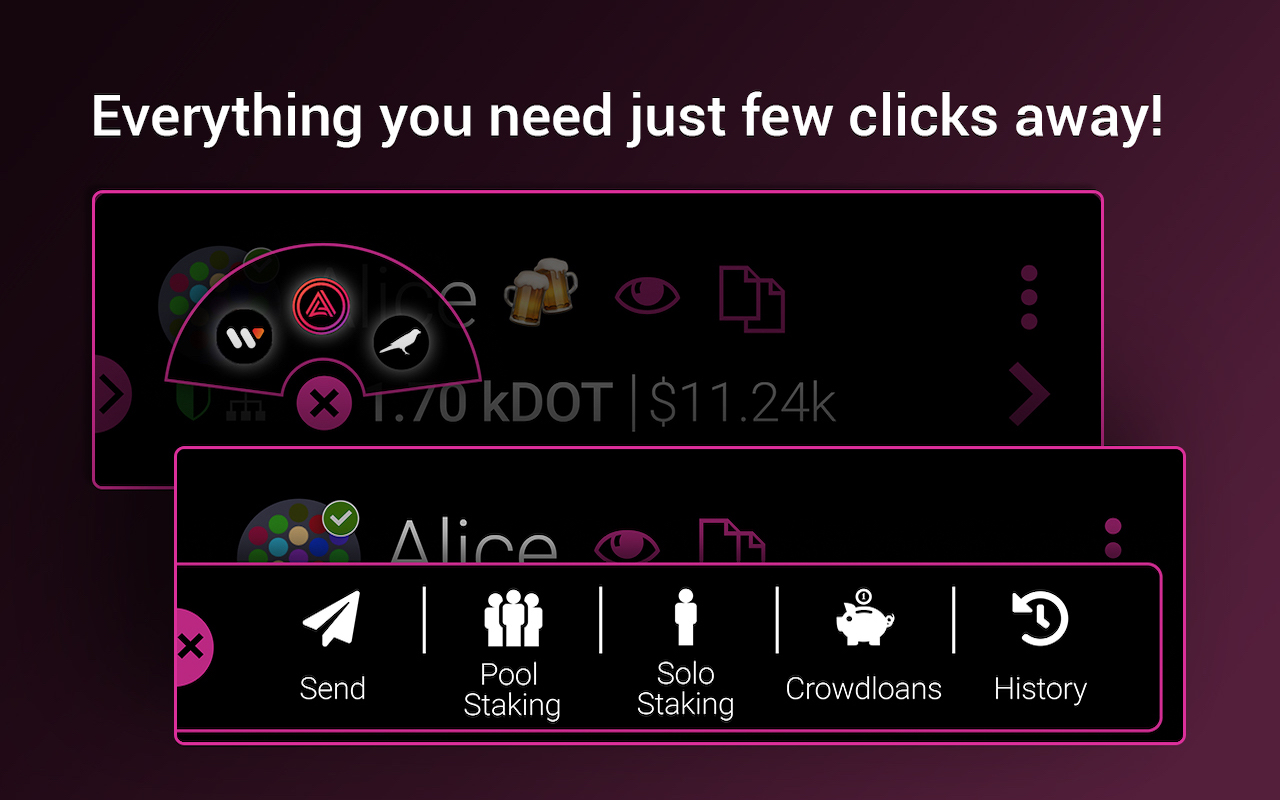 Everything you need just few clicks away!
Alice
1.70 kDOT | $11.24k
Alice
Send
Pool
Staking
Solo
Staking
Crowdloans
History